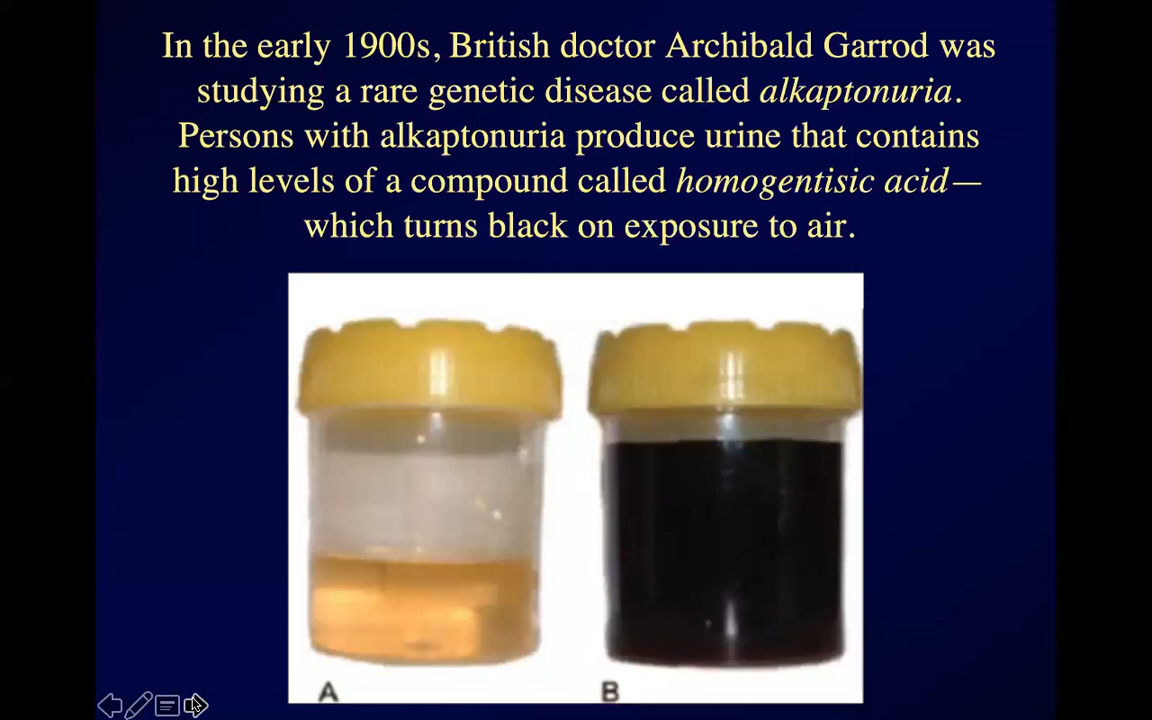 In the early 1900s, British doctor Archibald Garrod was
studying a rare genetic disease called alkaptonuria.
Persons with alkaptonuria produce urine that contains
high levels of a compound called homogentisic acid—
which turns black on exposure to air.
A B